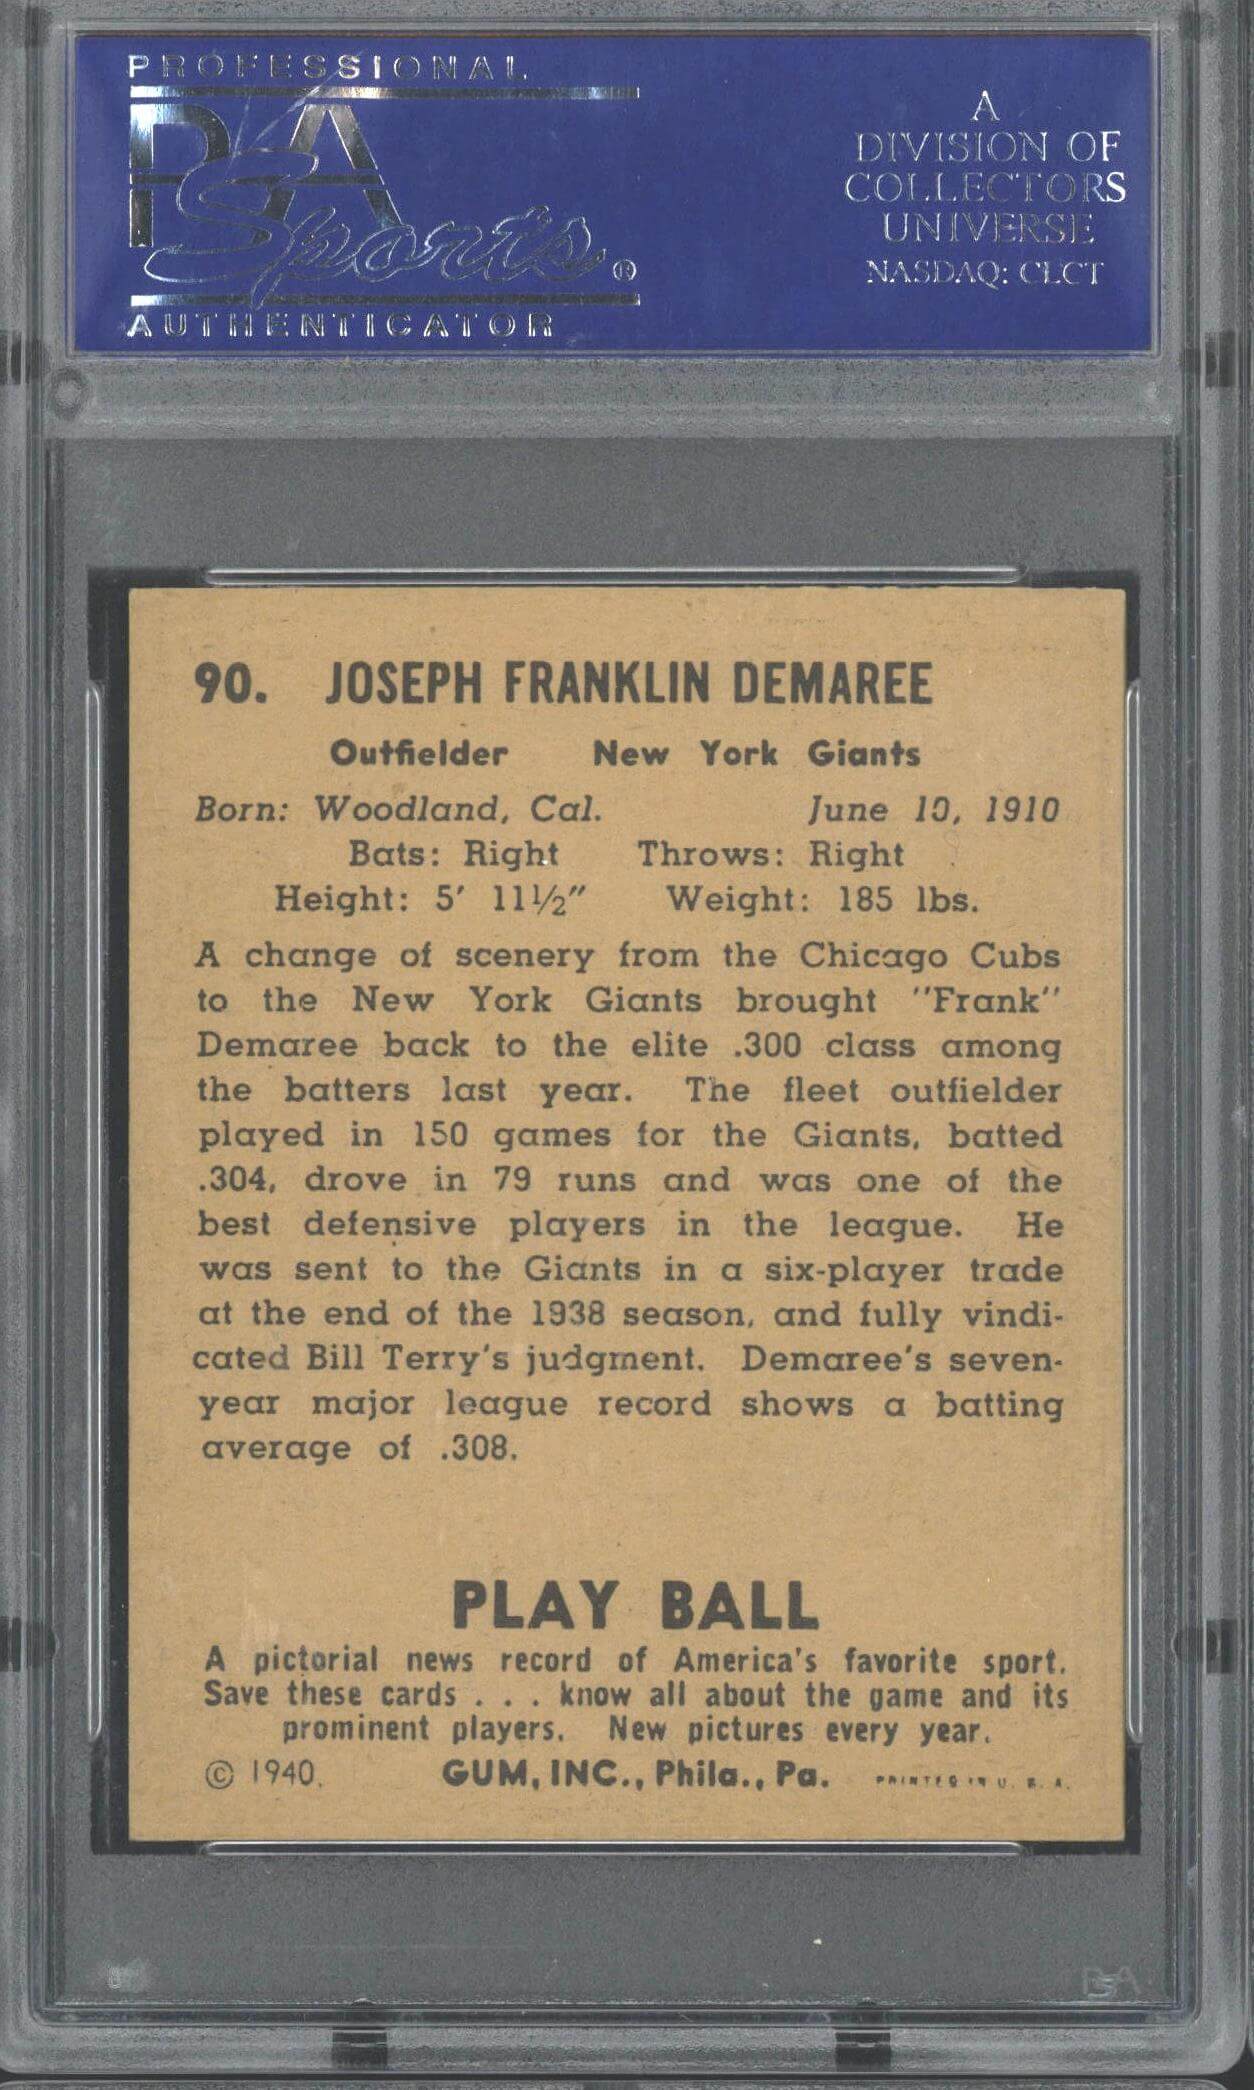 PROFESSIONAL
PSA
Sports®
AUTHENTICATOR
A
DIVISION OF
COLLECTORS
UNIVERSE
NASDAQ: CLCT
90. JOSEPH FRANKLIN DEMAREE
Outfielder New York Giants
Born: Woodland, Cal. June 10, 1910
Bats: Right Throws: Right
Height: 5′ 11½″ Weight: 185 lbs.
A change of scenery from the Chicago Cubs
to the New York Giants brought "Frank"
Demaree back to the elite .300 class among
the batters last year. The fleet outfielder
played in 150 games for the Giants, batted
.304, drove in 79 runs and was one of the
best defensive players in the league. He
was sent to the Giants in a six-player trade
at the end of the 1938 season, and fully vindi-
cated Bill Terry's judgment. Demaree's seven-
year major league record shows a batting
average of .308.
PLAY BALL
A pictorial news record of America's favorite sport.
Save these cards . . . know all about the game and its
prominent players. New pictures every year.
© 1940. GUM, INC., Phila., Pa. PRINTED IN U. S. A.
PSA